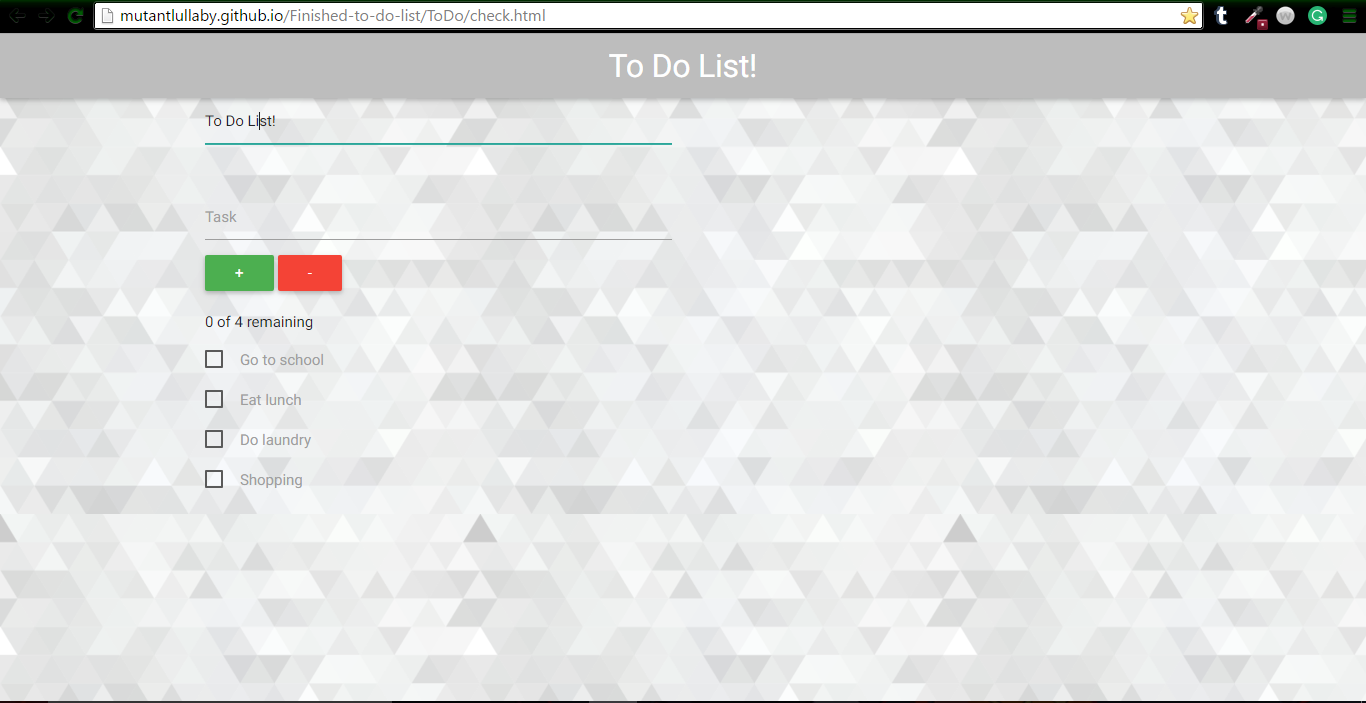 mutantlullaby.github.io/Finished-to-do-list/ToDo/check.html
To Do List!
To Do List!
Task
+ -
0 of 4 remaining
Go to school
Eat lunch
Do laundry
Shopping